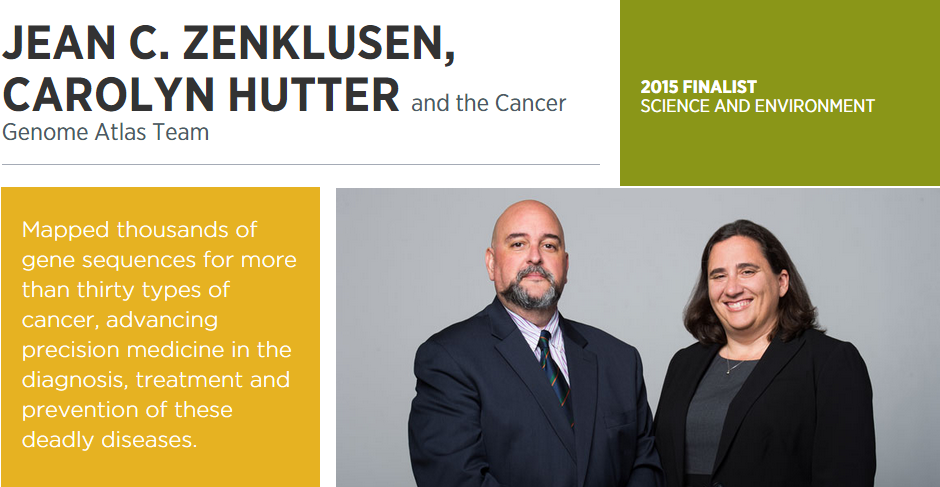 JEAN C. ZENKLUSEN,
CAROLYN HUTTER and the Cancer
Genome Atlas Team
2015 FINALIST
SCIENCE AND ENVIRONMENT
Mapped thousands of
gene sequences for more
than thirty types of
cancer, advancing
precision medicine in the
diagnosis, treatment and
prevention of these
deadly diseases.